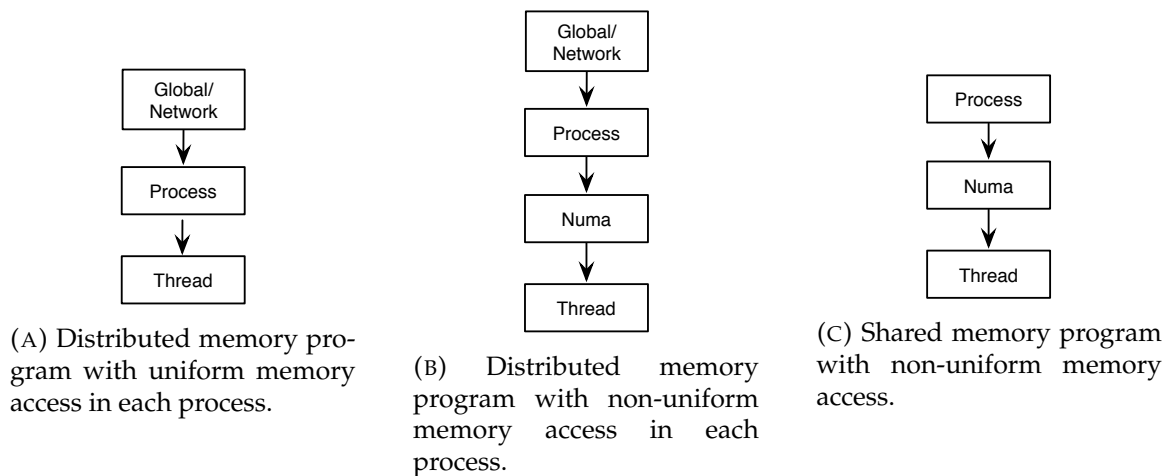 Global/
Network
Process
Thread
(A) Distributed memory pro-
gram with uniform memory
access in each process.
Global/
Network
Process
Numa
Thread
(B) Distributed memory
program with non-uniform
memory access in each
process.
Process
Numa
Thread
(C) Shared memory program
with non-uniform memory
access.